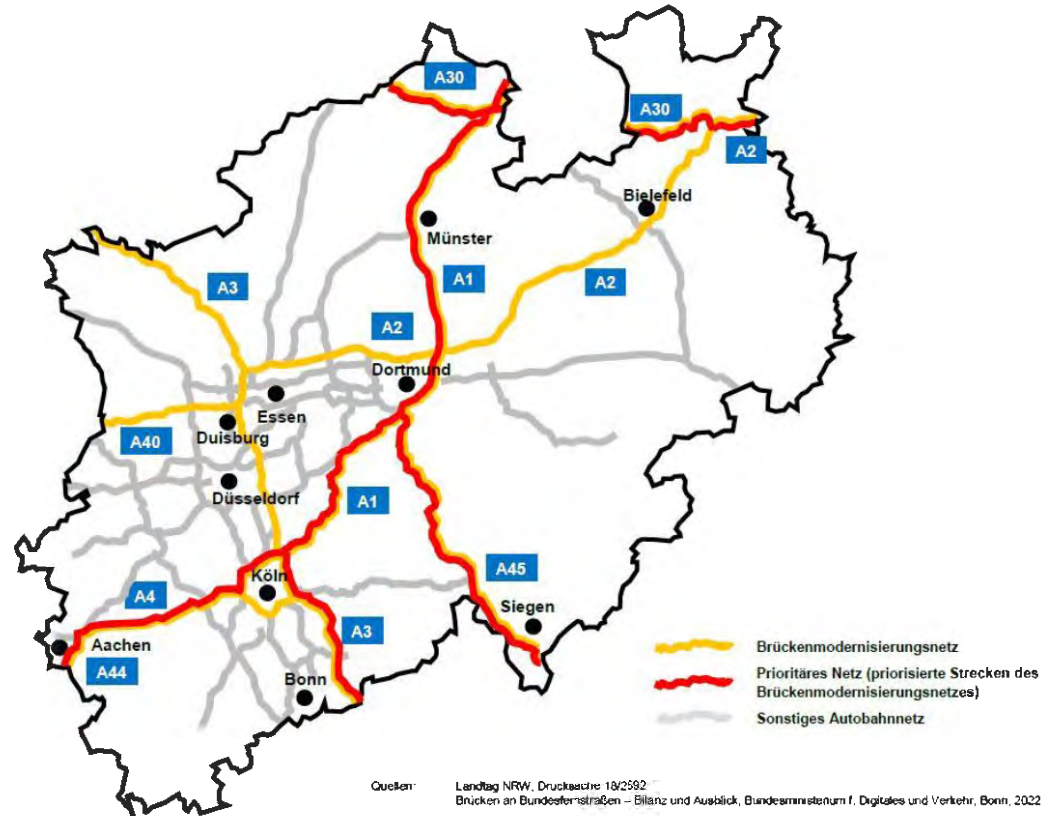 A30
A30
A2
Bielefeld
Münster
A3
A1
A2
A2
Dortmund
Essen
Duisburg
A40
Düsseldorf
A1
A45
Köln
A4
Siegen
A3
Aachen
A44
Bonn
Brückenmodernisierungsnetz
Prioritäres Netz (priorisierte Strecken des
Brückenmodernisierungsnetzes)
Sonstiges Autobahnnetz
Quellen: Landtag NRW, Drucksache 18/2592
Brücken an Bundesfernstraßen – Bilanz und Ausblick, Bundesministerium f. Digitales und Verkehr, Bonn, 2022